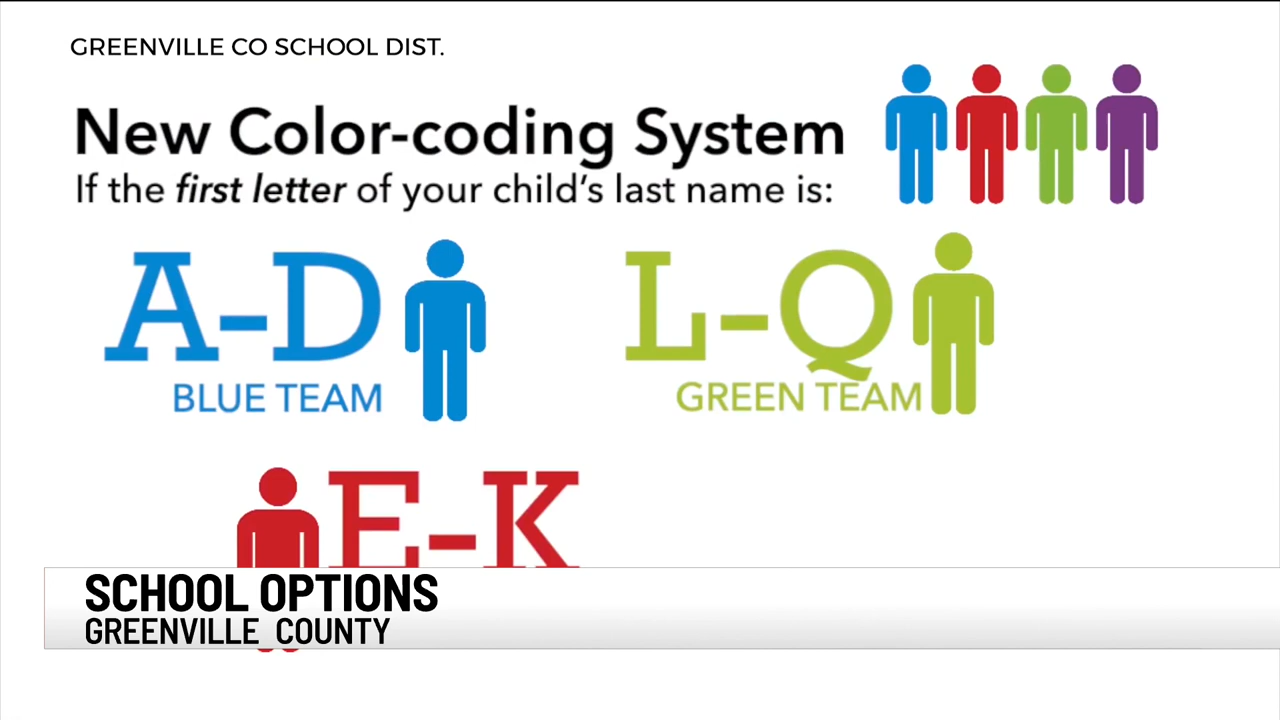 GREENVILLE CO SCHOOL DIST.
New Color-coding System
If the first letter of your child's last name is:
A-D
BLUE TEAM
L-Q
GREEN TEAM
E-K
SCHOOL OPTIONS
GREENVILLE COUNTY